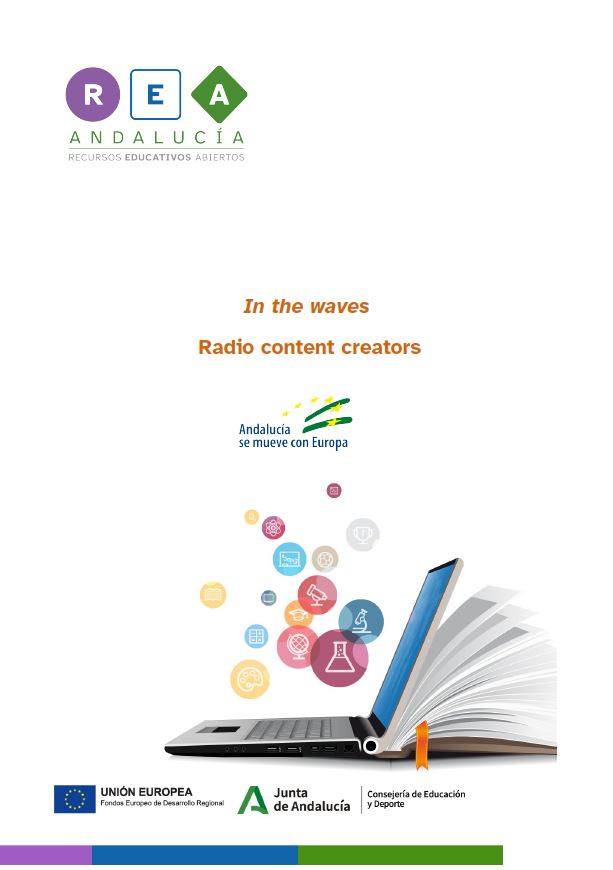 R E A
ANDALUCÍA
RECURSOS EDUCATIVOS ABIERTOS
In the waves
Radio content creators
Andalucía
se mueve con Europa
UNIÓN EUROPEA
Fondos Europeo de Desarrollo Regional
Junta
de Andalucía
Consejería de Educación
y Deporte